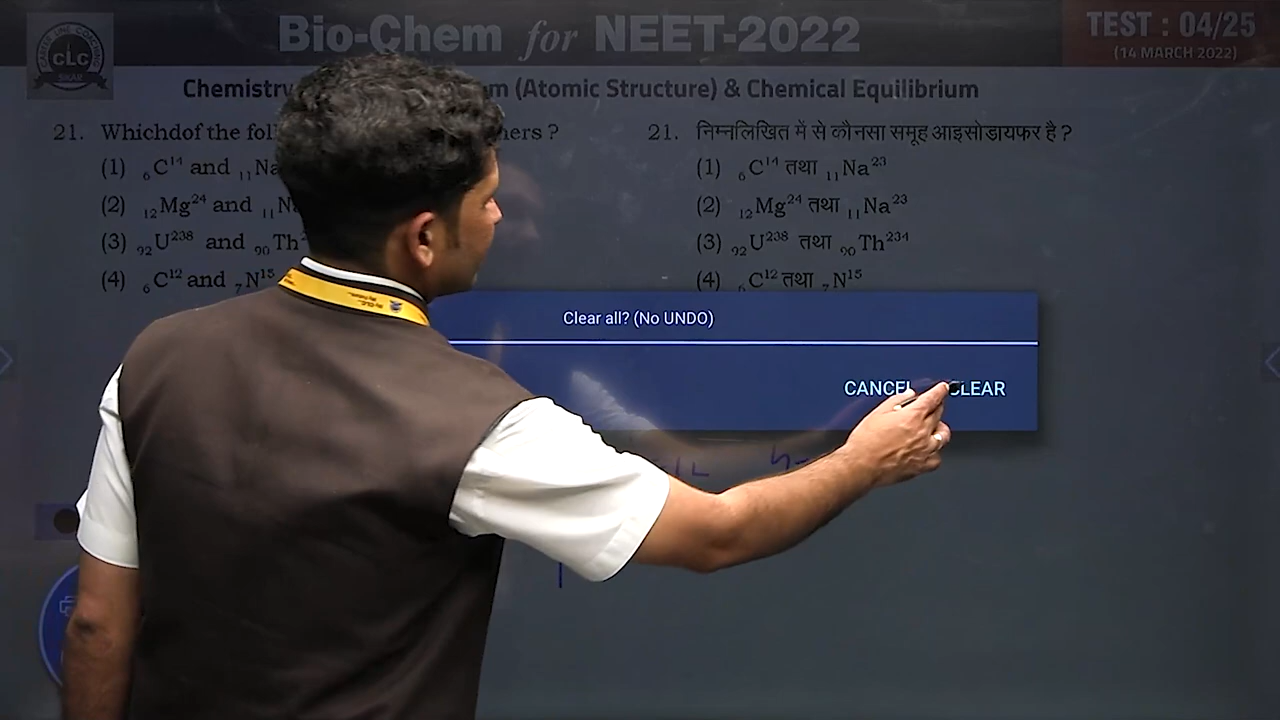 Bio-Chem for NEET-2022
TEST : 04/25
(14 MARCH 2022)
CLC
SIKAR
Chemistry (Atomic Structure) & Chemical Equilibrium
21. Whichdof the ?
(1) ₆C¹⁴ and ₁₁Na
(2) ₁₂Mg²⁴ and
(3) ₉₂U²³⁸ and ₉₀Th
(4) ₆C¹² and ₇N¹⁵
21. निम्नलिखित में से कौनसा समूह आइसोडायफर है ?
(1) ₆C¹⁴ तथा ₁₁Na²³
(2) ₁₂Mg²⁴ तथा ₁₁Na²³
(3) ₉₂U²³⁸ तथा ₉₀Th²³⁴
(4) ₆C¹² तथा ₇N¹⁵
Clear all? (No UNDO)
CANCEL CLEAR